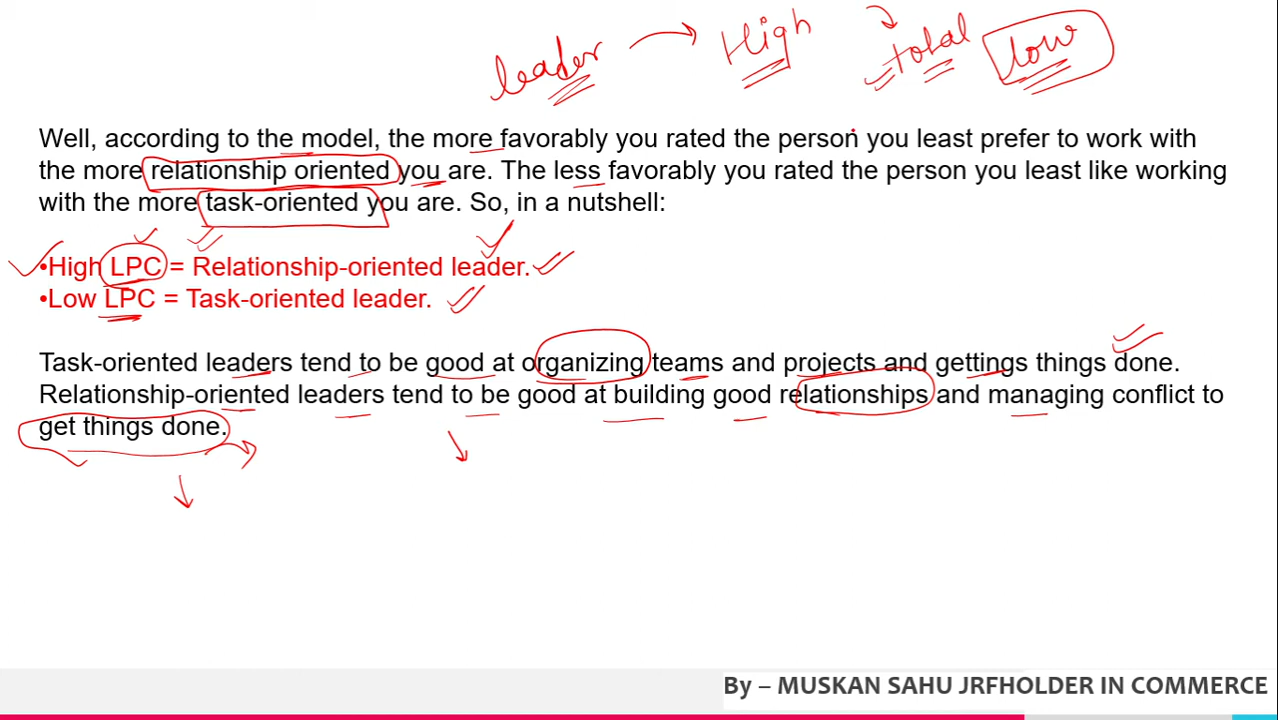 leader High total low
Well, according to the model, the more favorably you rated the person you least prefer to work with
the more relationship oriented you are. The less favorably you rated the person you least like working
with the more task-oriented you are. So, in a nutshell:
•High LPC = Relationship-oriented leader.
•Low LPC = Task-oriented leader.
Task-oriented leaders tend to be good at organizing teams and projects and gettings things done.
Relationship-oriented leaders tend to be good at building good relationships and managing conflict to
get things done.
By – MUSKAN SAHU JRFHOLDER IN COMMERCE